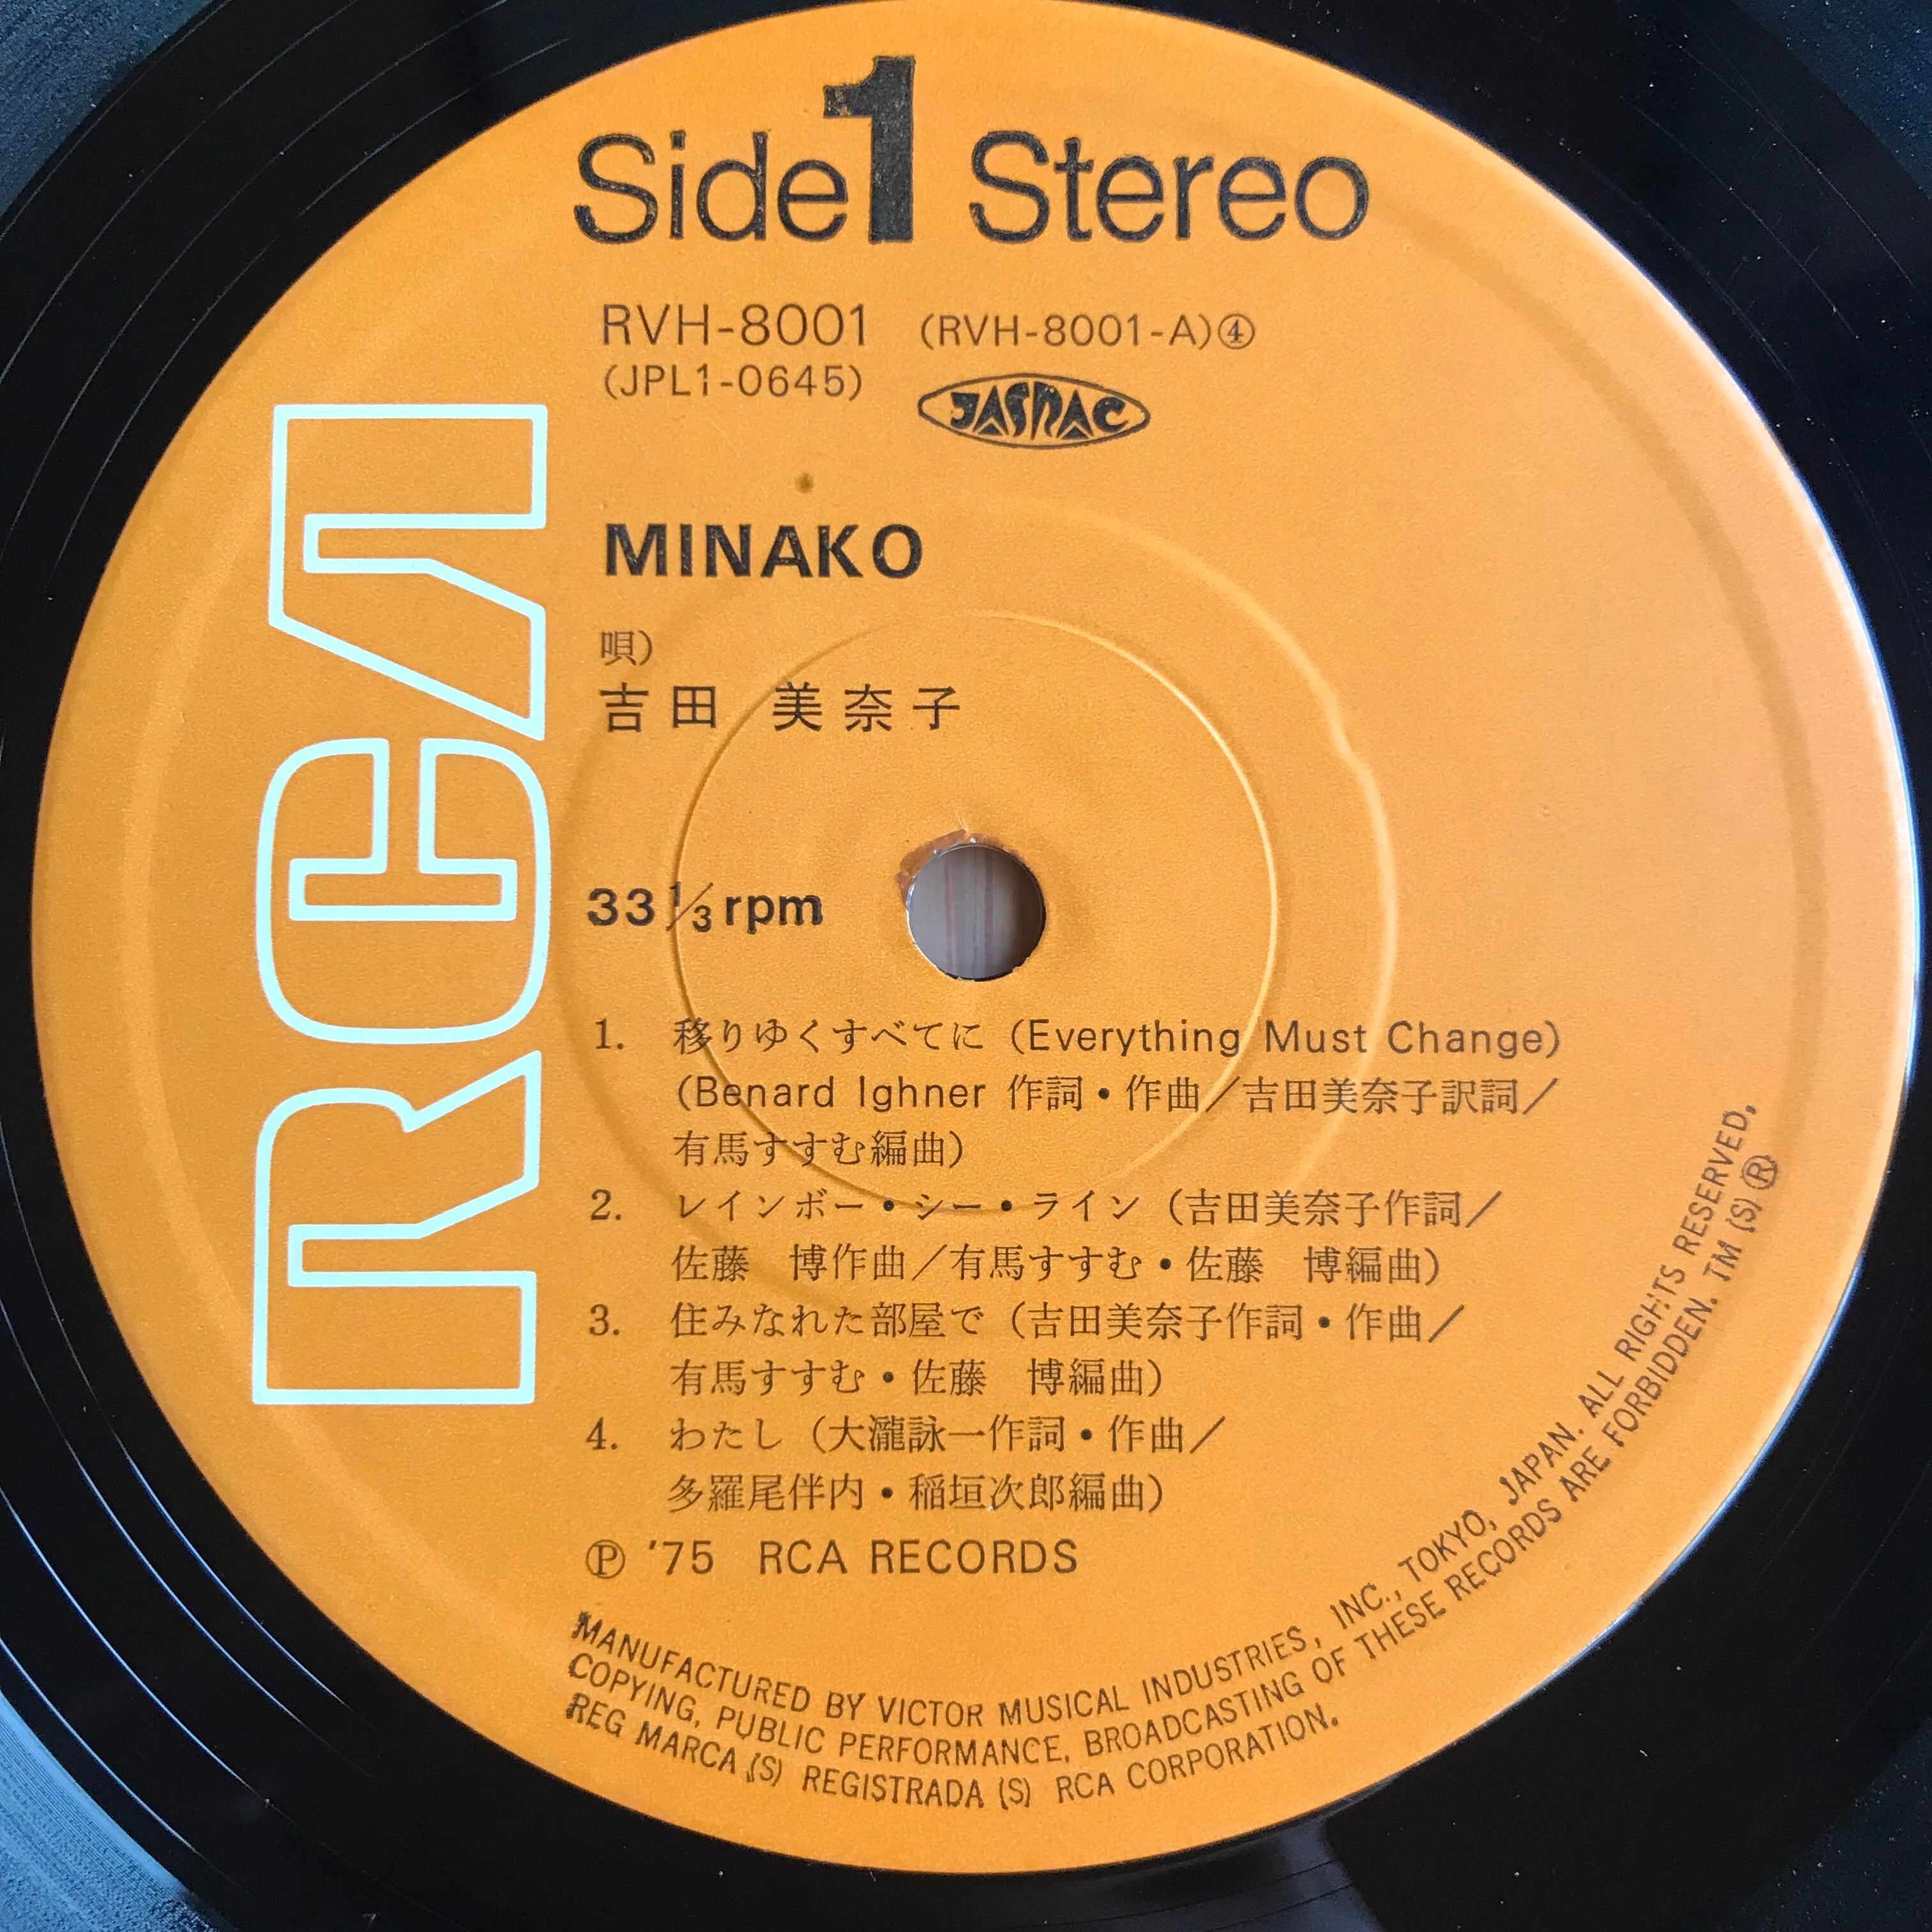 Side 1 Stereo
RVH-8001 (RVH-8001-A)④
(JPL1-0645)
JASRAC
RCA
MINAKO
唄)
吉田 美奈子
33 1/3 rpm
1. 移りゆくすべてに (Everything Must Change)
(Benard Ighner 作詞・作曲／吉田美奈子訳詞／
有馬すすむ編曲)
2. レインボー・シー・ライン (吉田美奈子作詞／
佐藤 博作曲／有馬すすむ・佐藤 博編曲)
3. 住みなれた部屋で (吉田美奈子作詞・作曲／
有馬すすむ・佐藤 博編曲)
4. わたし (大瀧詠一作詞・作曲／
多羅尾伴内・稲垣次郎編曲)
Ⓟ '75 RCA RECORDS
MANUFACTURED BY VICTOR MUSICAL INDUSTRIES, INC., TOKYO, JAPAN. ALL RIGHTS RESERVED,
COPYING, PUBLIC PERFORMANCE, BROADCASTING OF THESE RECORDS ARE FORBIDDEN. TM (S) ®
REG MARCA (S) REGISTRADA (S) RCA CORPORATION.